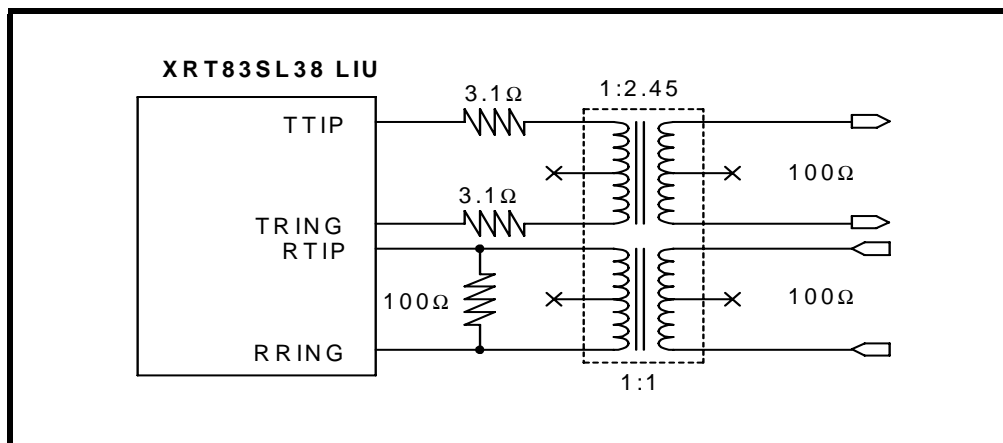 XRT83SL38 LIU
3.1Ω
1:2.45
TTIP
100Ω
3.1Ω
TRING
RTIP
100Ω
100Ω
RRING
1:1